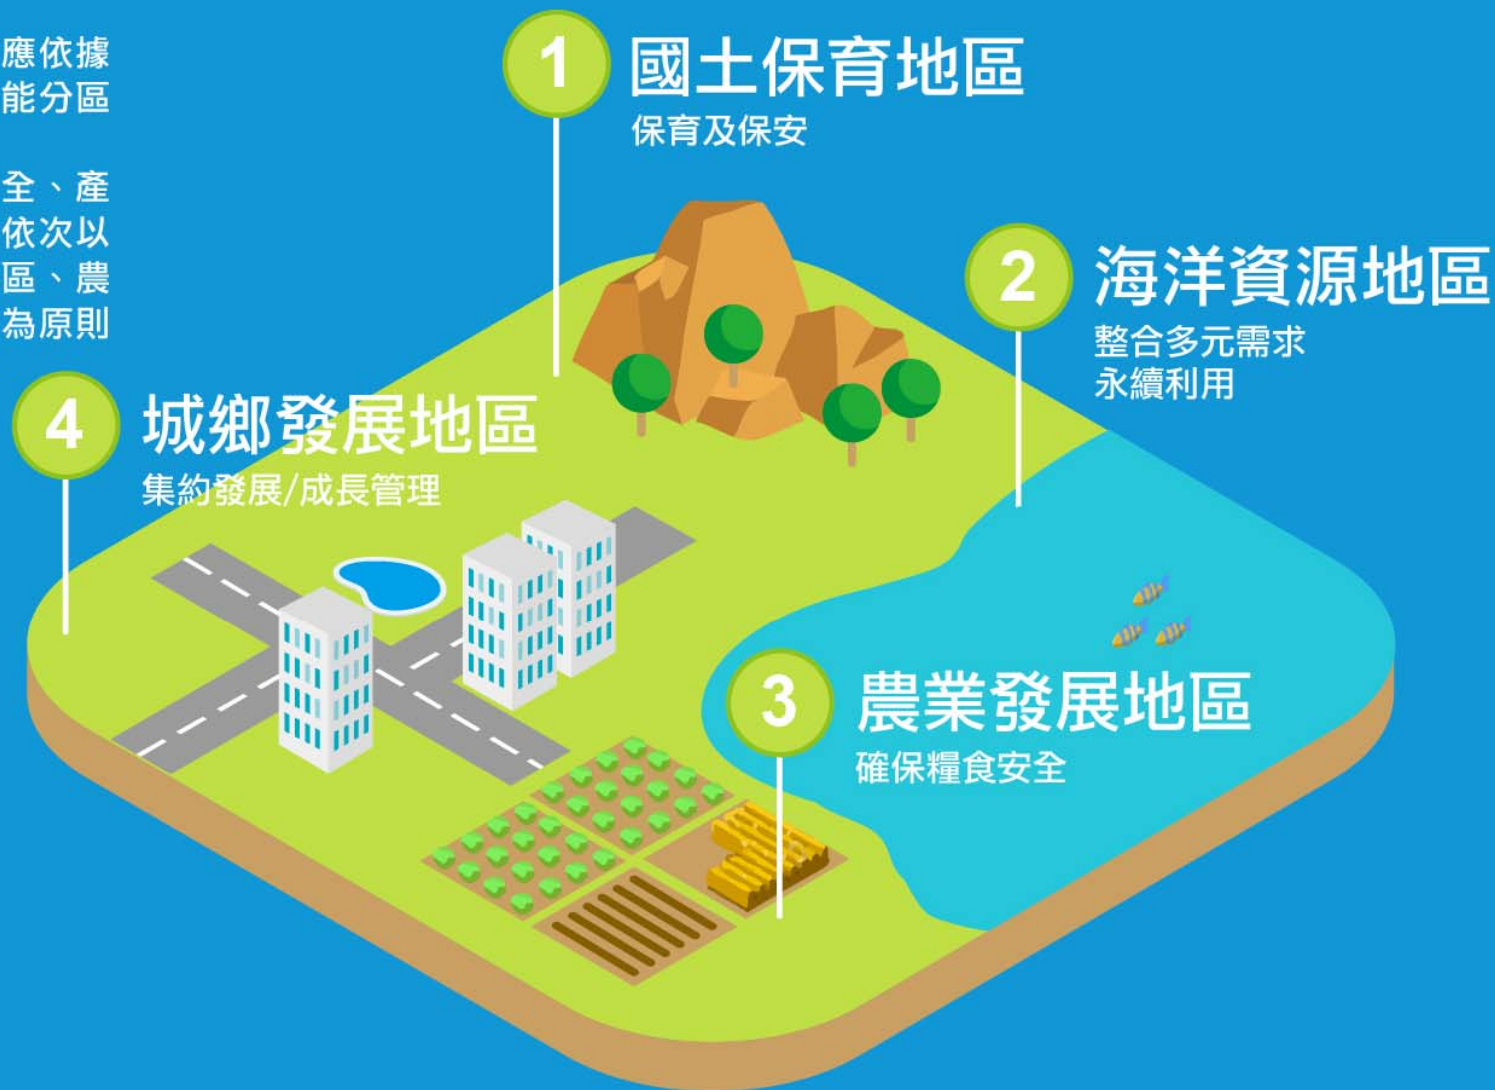 應依據
能分區
全、產
依次以
區、農
為原則
1
國土保育地區
保育及保安
2
海洋資源地區
整合多元需求
永續利用
4
城鄉發展地區
集約發展/成長管理
3
農業發展地區
確保糧食安全